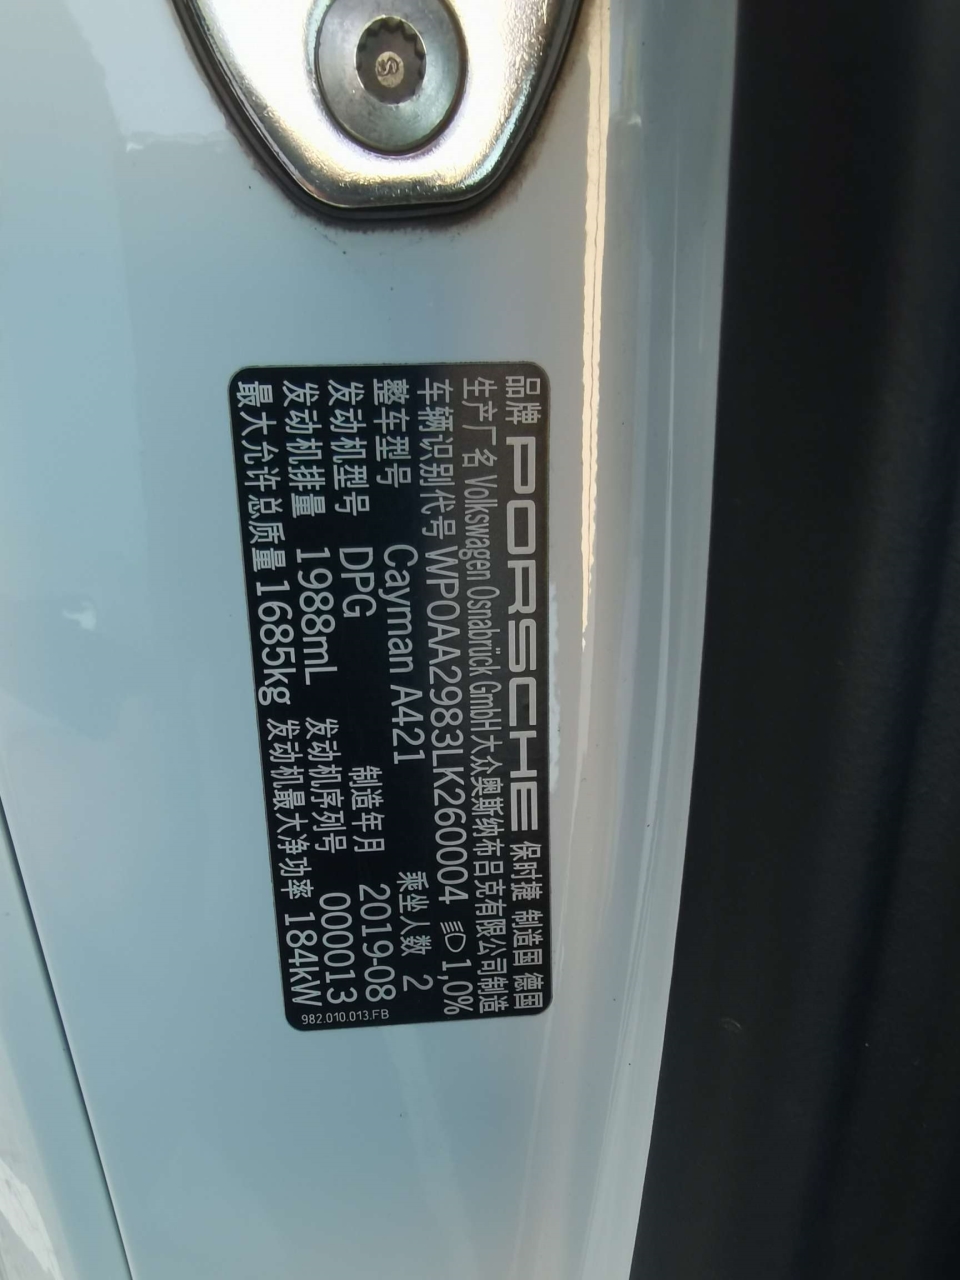 品牌 PORSCHE 保时捷 制造国 德国
生产厂名 Volkswagen Osnabrück GmbH大众奥斯纳布吕克有限公司制造
车辆识别代号 WP0AA2983LK260004 1,0%
整车型号 Cayman A421 乘坐人数 2
发动机型号 DPG 制造年月 2019-08
发动机排量 1988mL 发动机序列号 000013
最大允许总质量 1685kg 发动机最大净功率 184kW
982.010.013.FB